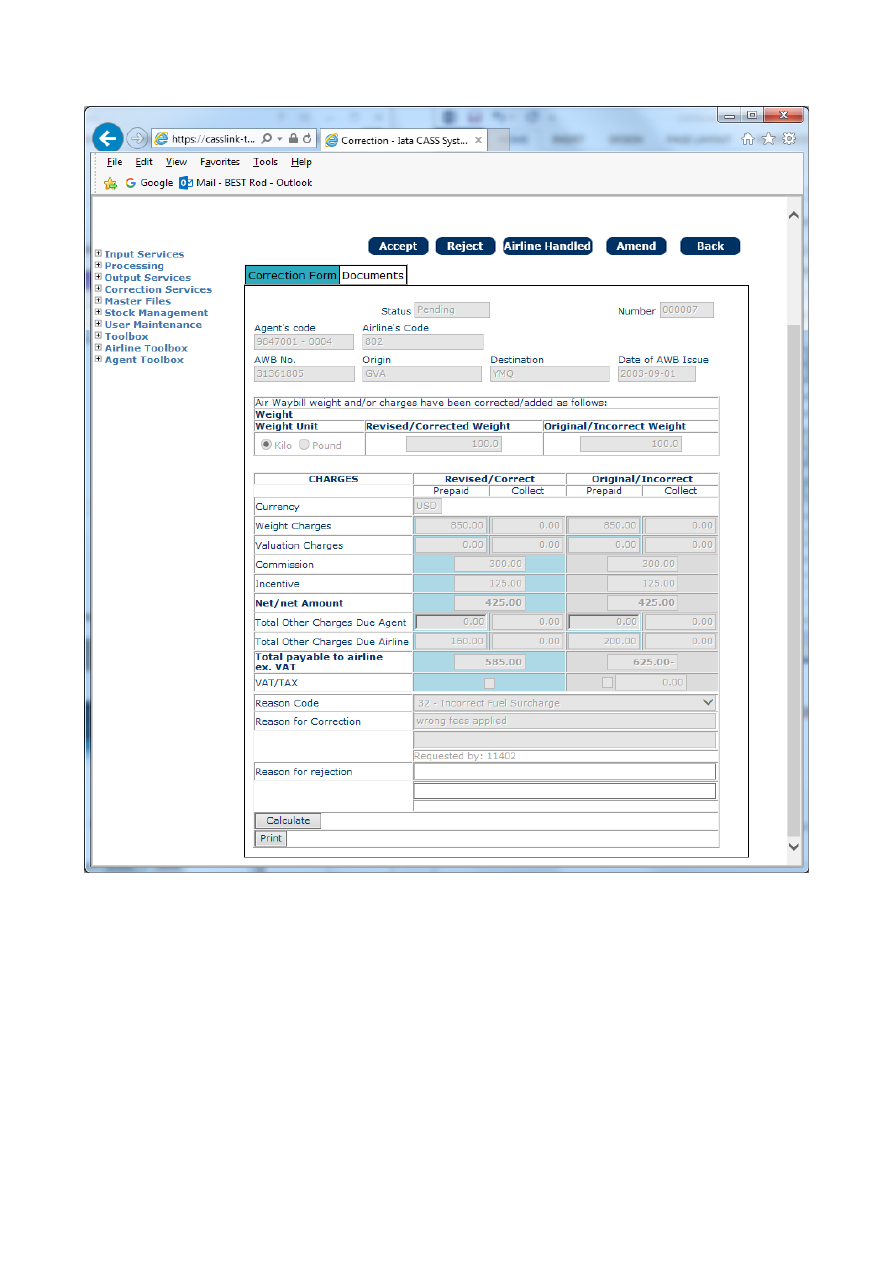 https://casslink-t...
Correction - Iata CASS Syst...
File Edit View Favorites Tools Help
Google Mail - BEST Rod - Outlook
Accept Reject Airline Handled Amend Back
Input Services
Processing
Output Services
Correction Services
Master Files
Stock Management
User Maintenance
Toolbox
Airline Toolbox
Agent Toolbox
Correction Form Documents
Status Pending Number 000007
Agent's code Airline's Code
9847001 - 0004 802
AWB No. Origin Destination Date of AWB Issue
31361805 GVA YMQ 2003-09-01
Air Waybill weight and/or charges have been corrected/added as follows:
Weight
Weight Unit Revised/Corrected Weight Original/Incorrect Weight
Kilo Pound 100.0 100.0
CHARGES Revised/Correct Original/Incorrect
Prepaid Collect Prepaid Collect
Currency USD
Weight Charges 850.00 0.00 850.00 0.00
Valuation Charges 0.00 0.00 0.00 0.00
Commission 300.00 300.00
Incentive 125.00 125.00
Net/net Amount 425.00 425.00
Total Other Charges Due Agent 0.00 0.00 0.00 0.00
Total Other Charges Due Airline 160.00 0.00 200.00 0.00
Total payable to airline
ex. VAT 585.00 625.00-
VAT/TAX 0.00
Reason Code 32 - Incorrect Fuel Surcharge
Reason for Correction wrong fees applied
Requested by: 11402
Reason for rejection
Calculate
Print